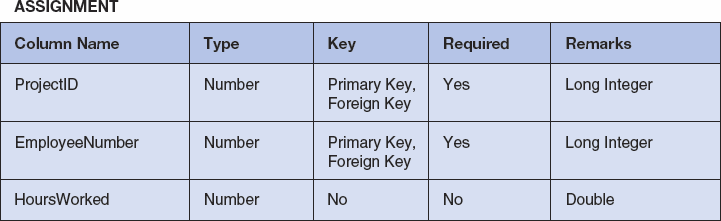 ASSIGNMENT
Column Name Type Key Required Remarks
ProjectID Number Primary Key, Foreign Key Yes Long Integer
EmployeeNumber Number Primary Key, Foreign Key Yes Long Integer
HoursWorked Number No No Double